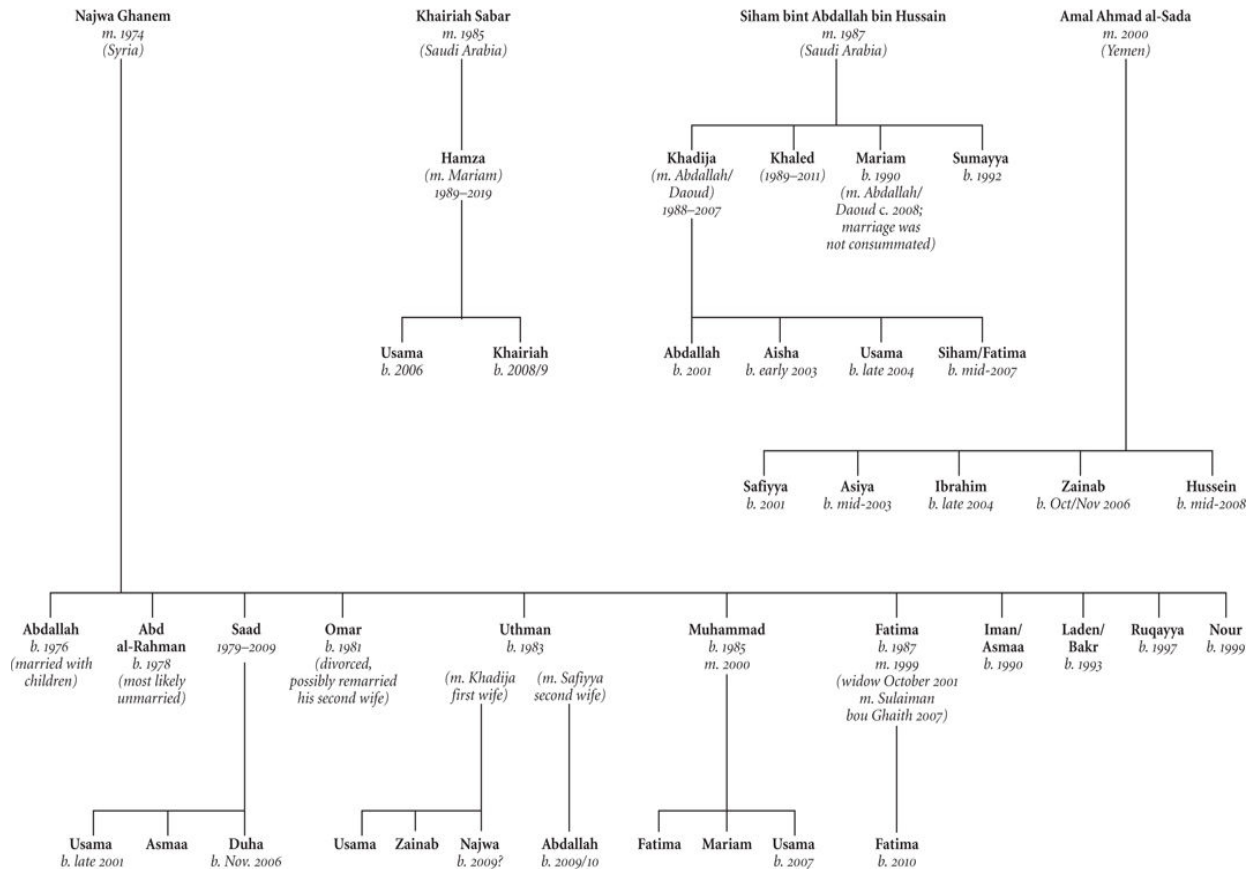 Najwa Ghanem
m. 1974
(Syria)
Khairiah Sabar
m. 1985
(Saudi Arabia)
Siham bint Abdallah bin Hussain
m. 1987
(Saudi Arabia)
Amal Ahmad al-Sada
m. 2000
(Yemen)
Hamza
(m. Mariam)
1989–2019
Khadija
(m. Abdallah/
Daoud)
1988–2007
Khaled
(1989–2011)
Mariam
b. 1990
(m. Abdallah/
Daoud c. 2008;
marriage was
not consummated)
Sumayya
b. 1992
Usama
b. 2006
Khairiah
b. 2008/9
Abdallah
b. 2001
Aisha
b. early 2003
Usama
b. late 2004
Siham/Fatima
b. mid-2007
Safiyya
b. 2001
Asiya
b. mid-2003
Ibrahim
b. late 2004
Zainab
b. Oct/Nov 2006
Hussein
b. mid-2008
Abdallah
b. 1976
(married with
children)
Abd
al-Rahman
b. 1978
(most likely
unmarried)
Saad
1979–2009
Omar
b. 1981
(divorced,
possibly remarried
his second wife)
Uthman
b. 1983
(m. Khadija
first wife)
(m. Safiyya
second wife)
Muhammad
b. 1985
m. 2000
Fatima
b. 1987
m. 1999
(widow October 2001
m. Sulaiman
bou Ghaith 2007)
Iman/
Asmaa
b. 1990
Laden/
Bakr
b. 1993
Ruqayya
b. 1997
Nour
b. 1999
Usama
b. late 2001
Asmaa
Duha
b. Nov. 2006
Usama
Zainab
Najwa
b. 2009?
Abdallah
b. 2009/10
Fatima
Mariam
Usama
b. 2007
Fatima
b. 2010